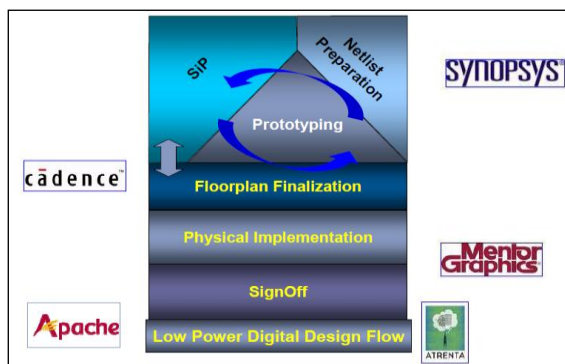 SiP
Netlist
Preparation
SYNOPSYS®
Prototyping
cādence™
Floorplan Finalization
Physical Implementation
Mentor
Graphics®
SignOff
Apache
Low Power Digital Design Flow
ATRENTA